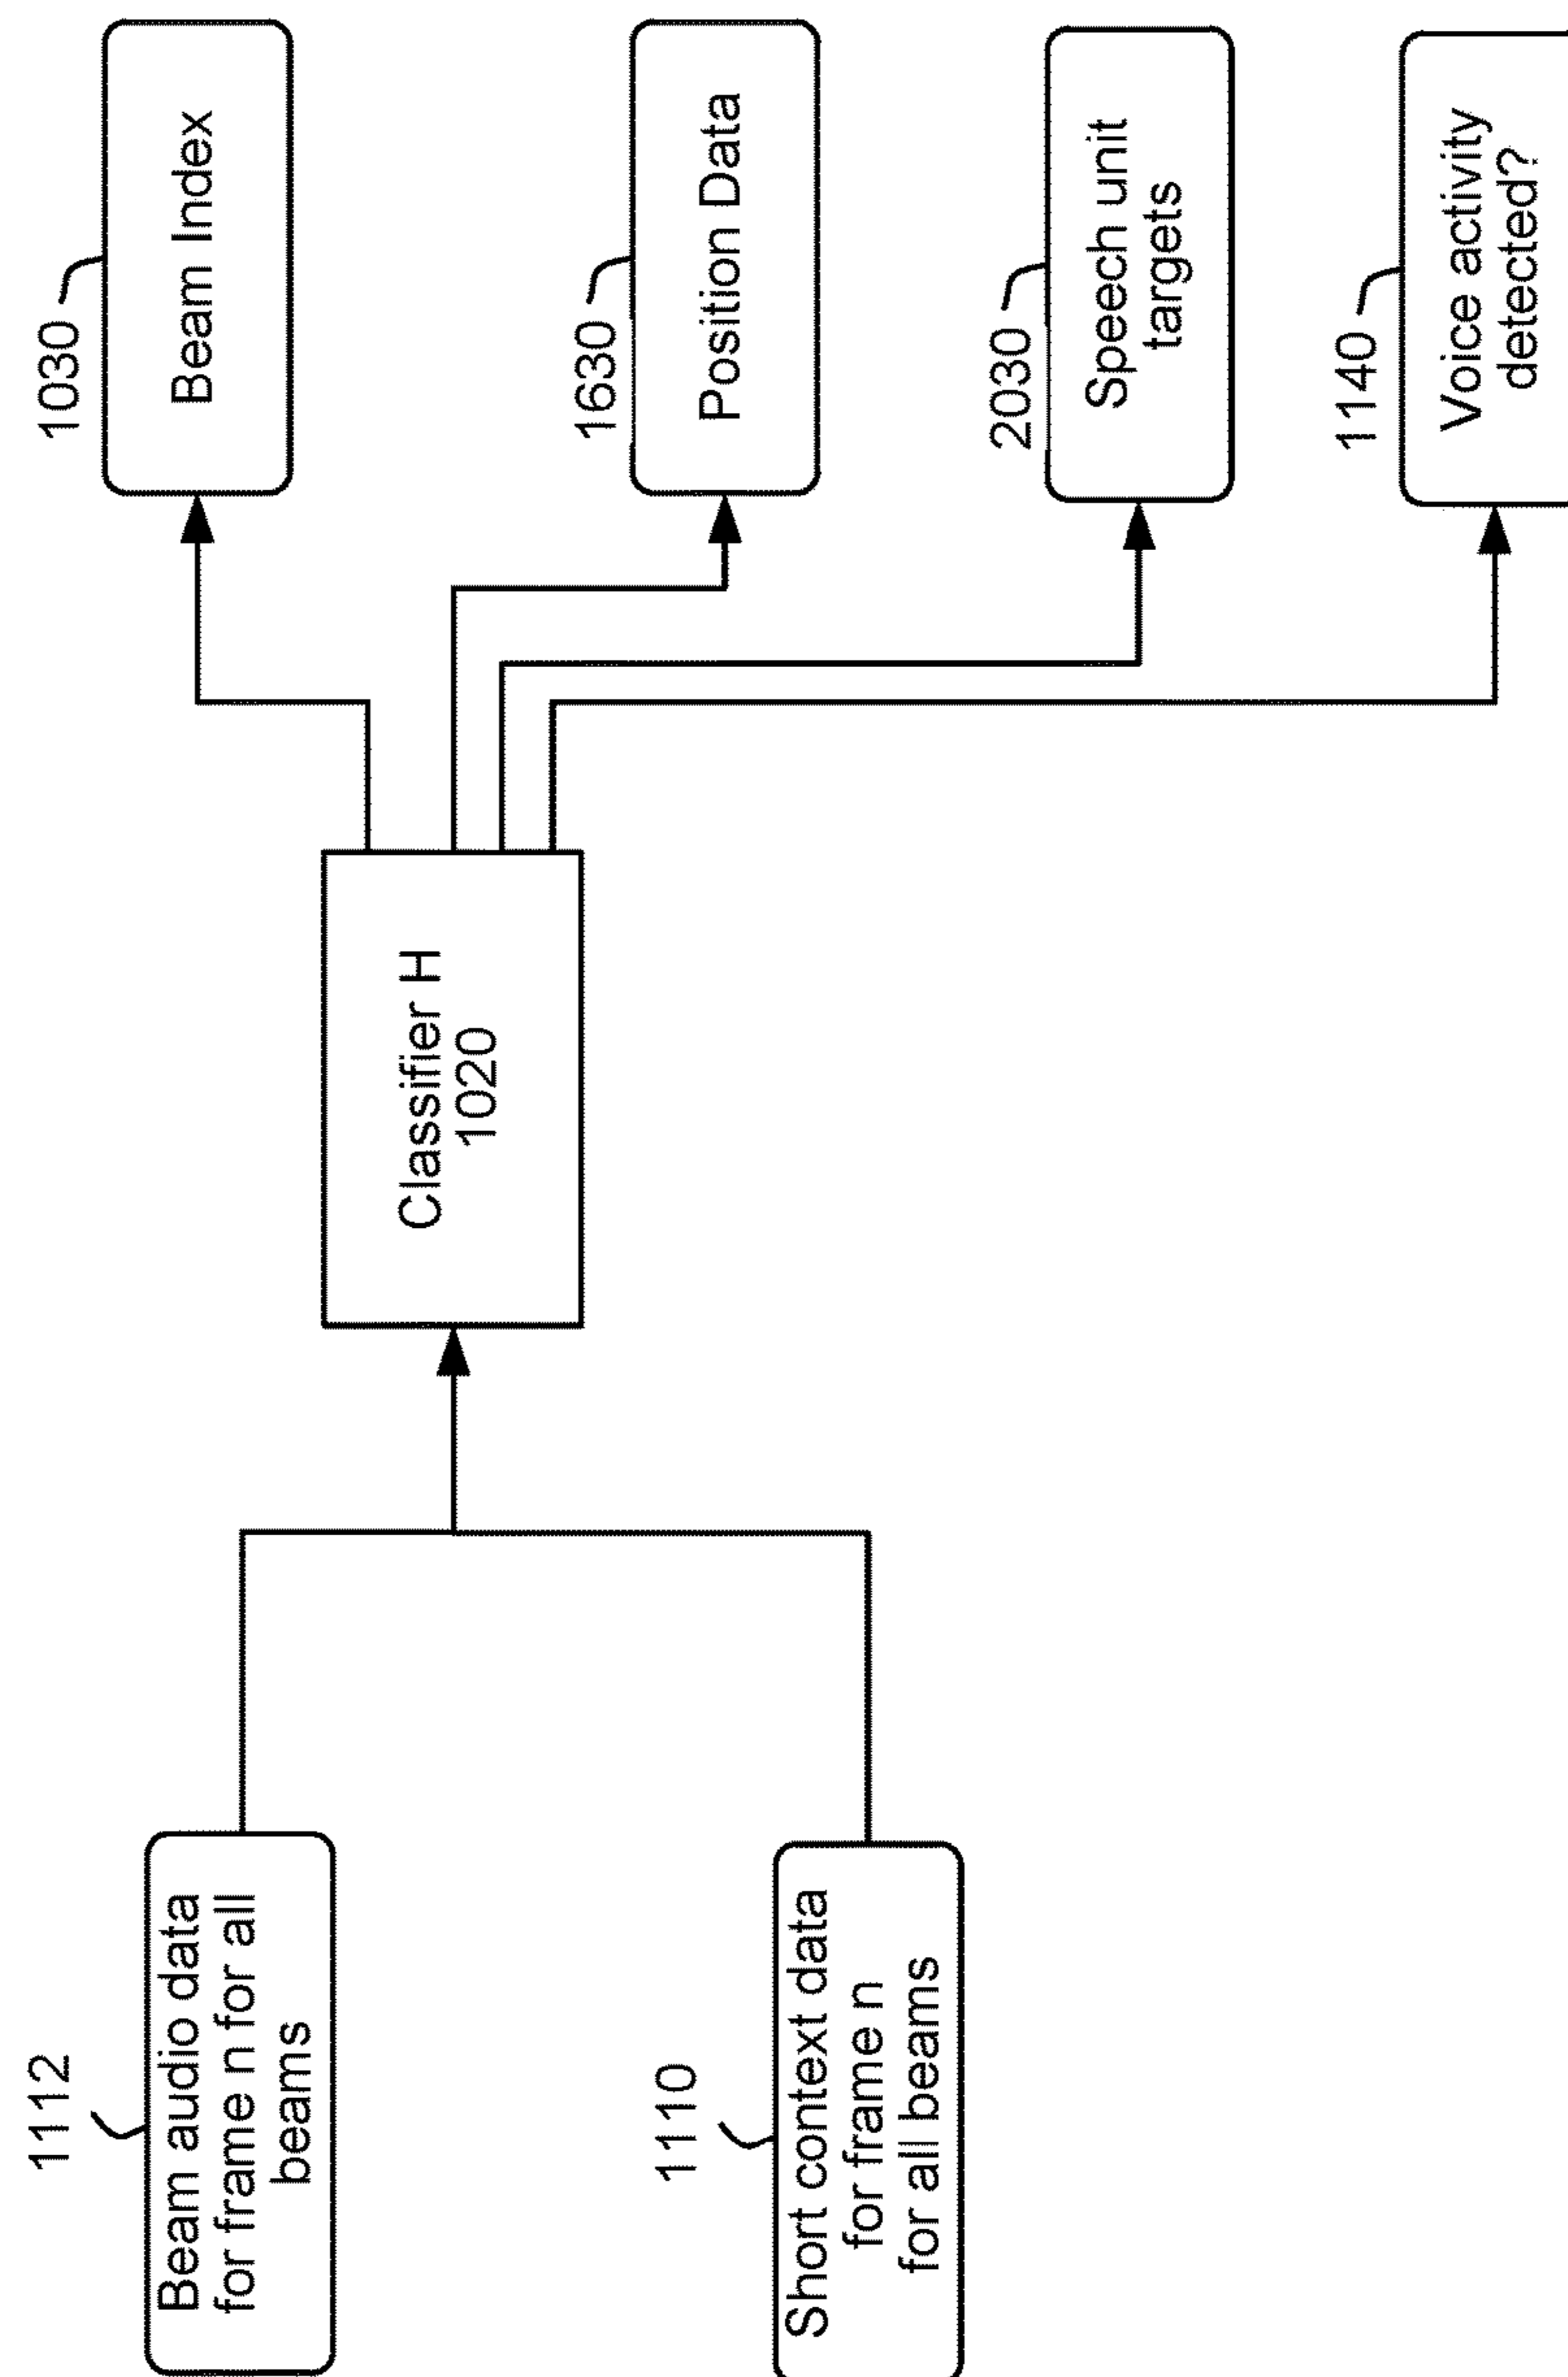 1112
Beam audio data
for frame n for all
beams
1110
Short context data
for frame n
for all beams
Classifier H
1020
1030
Beam Index
1630
Position Data
2030
Speech unit
targets
1140
Voice activity
detected?